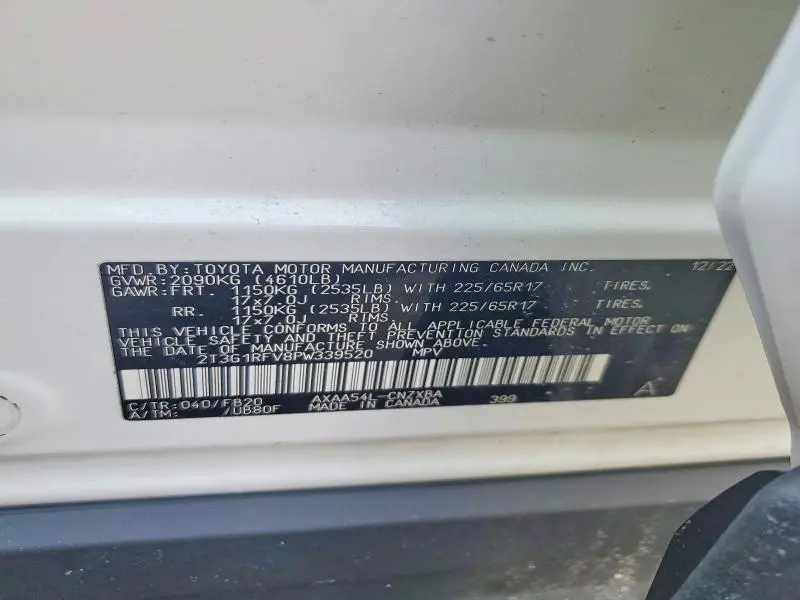 MFD.BY:TOYOTA MOTOR MANUFACTURING CANADA INC. 12/22
GVWR:2090KG (4610LB)
GAWR:FRT. 1150KG (2535LB) WITH 225/65R17 TIRES.
17x7.0J RIMS.
RR. 1150KG (2535LB) WITH 225/65R17 TIRES.
17x7.0J RIMS.
THIS VEHICLE CONFORMS TO ALL APPLICABLE FEDERAL MOTOR
VEHICLE SAFETY AND THEFT PREVENTION STANDARDS IN EFFECT ON
THE DATE OF MANUFACTURE SHOWN ABOVE.
2T3G1RFV8PW339520 MPV
C/TR:040/FB20 AXAA54L-CNZXBA 399 A
A/TM: /UB80F MADE IN CANADA